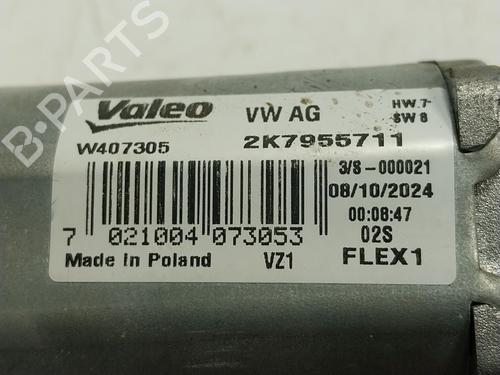 Valeo VW AG HW.7-
SW 8
W407305 2K7955711
3/S-000021
08/10/2024
00:08:47
7 021004 073053 02S
Made In Poland VZ1 FLEX1